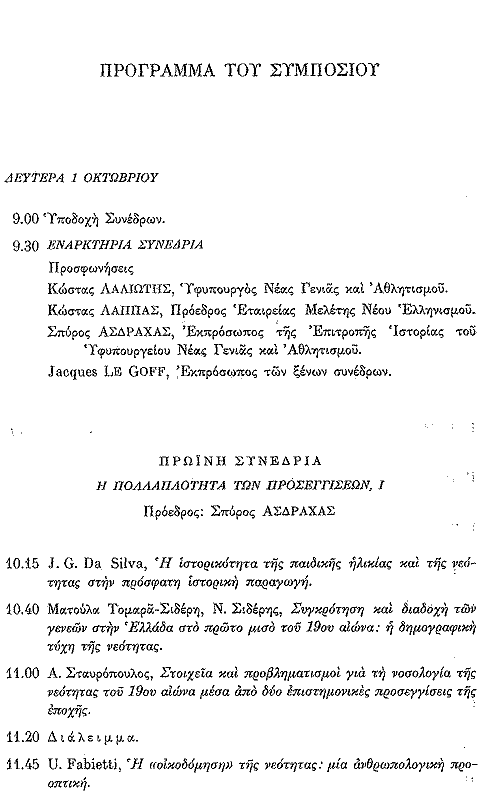 ΠΡΟΓΡΑΜΜΑ ΤΟΥ ΣΥΜΠΟΣΙΟΥ
ΔΕΥΤΕΡΑ 1 ΟΚΤΩΒΡΙΟΥ
9.00 Ὑποδοχὴ Συνέδρων.
9.30 ΕΝΑΡΚΤΗΡΙΑ ΣΥΝΕΔΡΙΑ
Προσφωνήσεις
Κώστας ΛΑΛΙΩΤΗΣ, Ὑφυπουργὸς Νέας Γενιᾶς καὶ Ἀθλητισμοῦ.
Κώστας ΛΑΠΠΑΣ, Πρόεδρος Ἑταιρείας Μελέτης Νέου Ἑλληνισμοῦ.
Σπύρος ΑΣΔΡΑΧΑΣ, Ἐκπρόσωπος τῆς Ἐπιτροπῆς Ἱστορίας τοῦ
Ὑφυπουργείου Νέας Γενιᾶς καὶ Ἀθλητισμοῦ.
Jacques LE GOFF, Ἐκπρόσωπος τῶν ξένων συνέδρων.
ΠΡΩΪΝΗ ΣΥΝΕΔΡΙΑ
Η ΠΟΛΛΑΠΛΟΤΗΤΑ ΤΩΝ ΠΡΟΣΕΓΓΙΣΕΩΝ, Ι
Πρόεδρος: Σπύρος ΑΣΔΡΑΧΑΣ
10.15 J. G. Da Silva, Ἡ ἱστορικότητα τῆς παιδικῆς ἡλικίας καὶ τῆς νεό-
τητας στὴν πρόσφατη ἱστορικὴ παραγωγή.
10.40 Ματούλα Τομαρᾶ-Σιδέρη, Ν. Σιδέρης, Συγκρότηση καὶ διαδοχὴ τῶν
γενεῶν στὴν Ἑλλάδα στὸ πρῶτο μισὸ τοῦ 19ου αἰώνα: ἡ δημογραφικὴ
τύχη τῆς νεότητας.
11.00 Α. Σταυρόπουλος, Στοιχεῖα καὶ προβληματισμοὶ γιὰ τὴ νοσολογία τῆς
νεότητας τοῦ 19ου αἰώνα μέσα ἀπὸ δύο ἐπιστημονικὲς προσεγγίσεις τῆς
ἐποχῆς.
11.20 Διάλειμμα.
11.45 U. Fabietti, Ἡ «οἰκοδόμηση» τῆς νεότητας: μία ἀνθρωπολογικὴ προ-
οπτική.